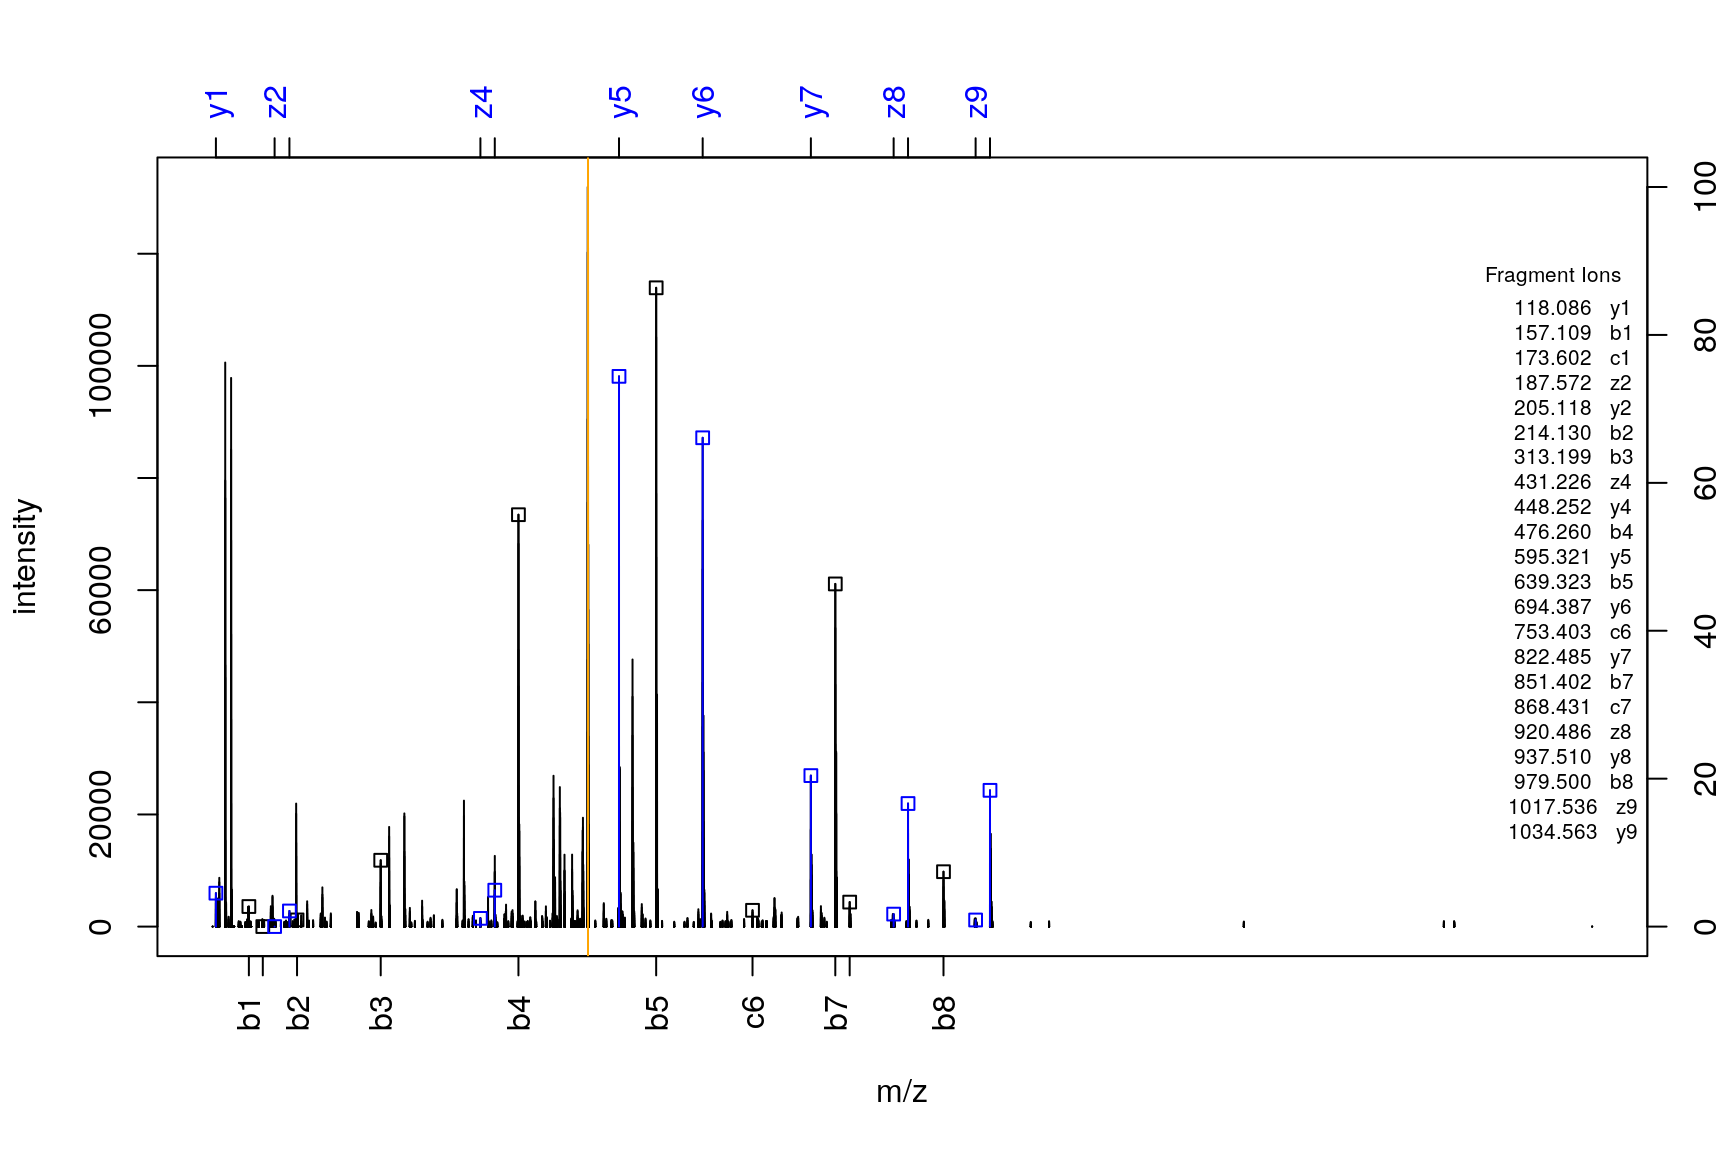 y1 z2 z4 y5 y6 y7 z8 z9
100
80
60
40
20
0
intensity
100000
60000
20000
0
Fragment Ions
118.086 y1
157.109 b1
173.602 c1
187.572 z2
205.118 y2
214.130 b2
313.199 b3
431.226 z4
448.252 y4
476.260 b4
595.321 y5
639.323 b5
694.387 y6
753.403 c6
822.485 y7
851.402 b7
868.431 c7
920.486 z8
937.510 y8
979.500 b8
1017.536 z9
1034.563 y9
b1 b2 b3 b4 b5 c6 b7 b8
m/z